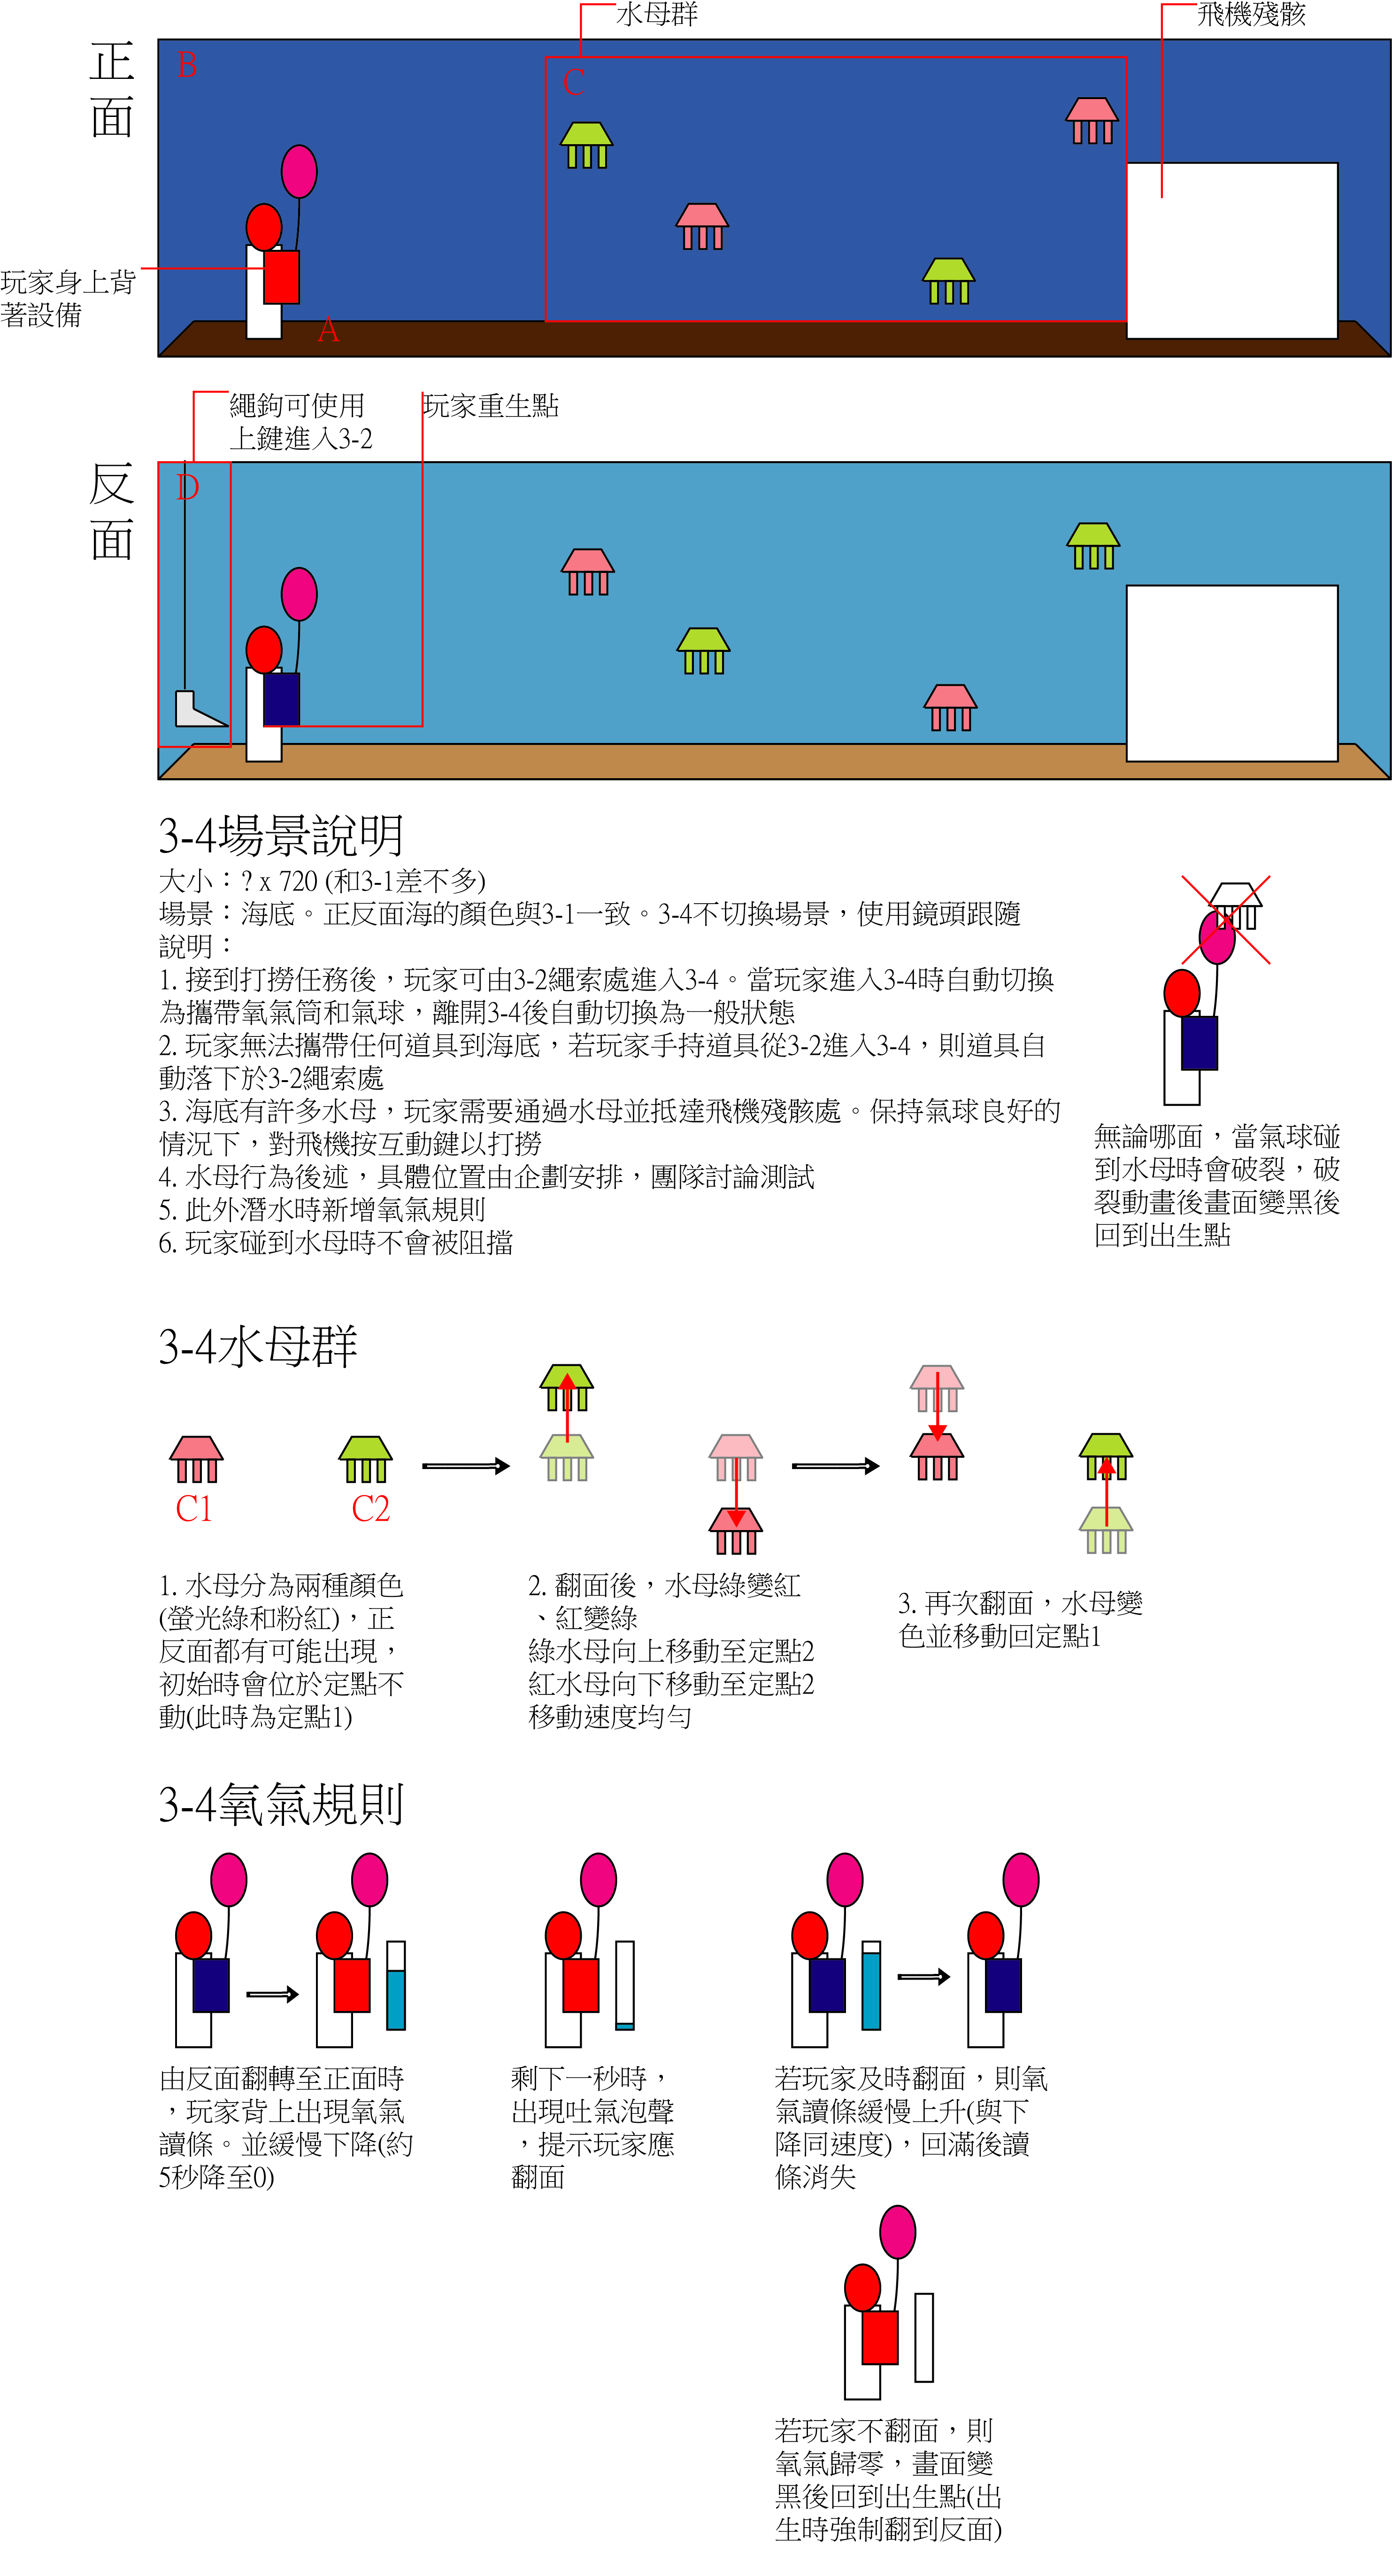 水母群
飛機殘骸
正
面
B
C
玩家身上背
著設備
A
繩鉤可使用
上鍵進入3-2
玩家重生點
反
面
D
3-4場景說明
大小：? x 720 (和3-1差不多)
場景：海底。正反面海的顏色與3-1一致。3-4不切換場景，使用鏡頭跟隨
說明：
1. 接到打撈任務後，玩家可由3-2繩索處進入3-4。當玩家進入3-4時自動切換
為攜帶氧氣筒和氣球，離開3-4後自動切換為一般狀態
2. 玩家無法攜帶任何道具到海底，若玩家手持道具從3-2進入3-4，則道具自
動落下於3-2繩索處
3. 海底有許多水母，玩家需要通過水母並抵達飛機殘骸處。保持氣球良好的
情況下，對飛機按互動鍵以打撈
4. 水母行為後述，具體位置由企劃安排，團隊討論測試
5. 此外潛水時新增氧氣規則
6. 玩家碰到水母時不會被阻擋
無論哪面，當氣球碰
到水母時會破裂，破
裂動畫後畫面變黑後
回到出生點
3-4水母群
C1
C2
1. 水母分為兩種顏色
(螢光綠和粉紅)，正
反面都有可能出現，
初始時會位於定點不
動(此時為定點1)
2. 翻面後，水母綠變紅
、紅變綠
綠水母向上移動至定點2
紅水母向下移動至定點2
移動速度均勻
3. 再次翻面，水母變
色並移動回定點1
3-4氧氣規則
由反面翻轉至正面時
，玩家背上出現氧氣
讀條。並緩慢下降(約
5秒降至0)
剩下一秒時，
出現吐氣泡聲
，提示玩家應
翻面
若玩家及時翻面，則氧
氣讀條緩慢上升(與下
降同速度)，回滿後讀
條消失
若玩家不翻面，則
氧氣歸零，畫面變
黑後回到出生點(出
生時強制翻到反面)